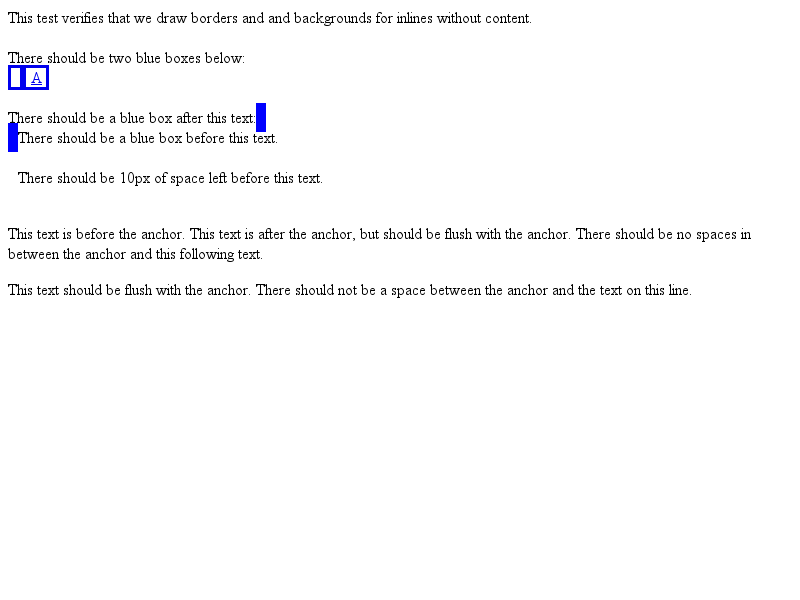 This test verifies that we draw borders and and backgrounds for inlines without content.
There should be two blue boxes below:
A
There should be a blue box after this text:
There should be a blue box before this text.
There should be 10px of space left before this text.
This text is before the anchor. This text is after the anchor, but should be flush with the anchor. There should be no spaces in
between the anchor and this following text.
This text should be flush with the anchor. There should not be a space between the anchor and the text on this line.